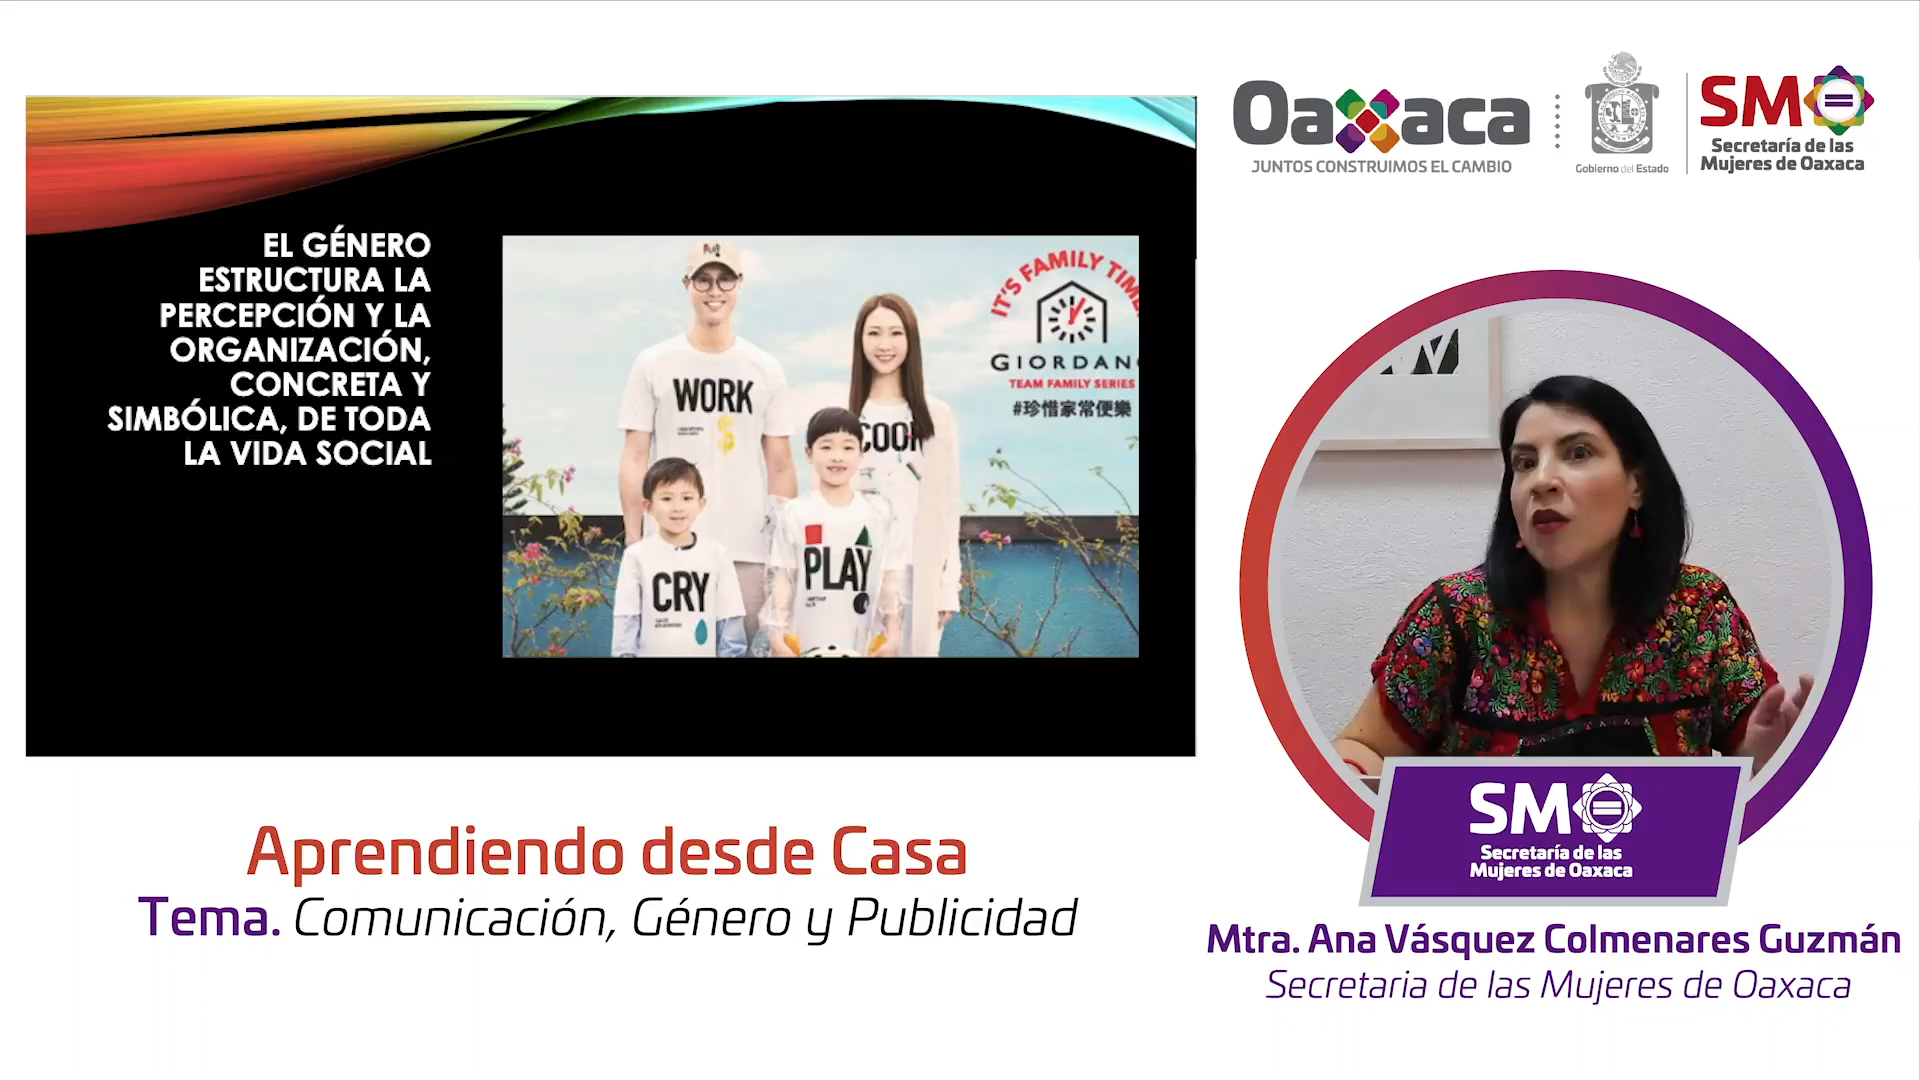 Oaxaca
JUNTOS CONSTRUIMOS EL CAMBIO
Gobierno del Estado
SM
Secretaría de las
Mujeres de Oaxaca
EL GÉNERO
ESTRUCTURA LA
PERCEPCIÓN Y LA
ORGANIZACIÓN,
CONCRETA Y
SIMBÓLICA, DE TODA
LA VIDA SOCIAL
IT'S FAMILY TIME
GIORDANO
TEAM FAMILY SERIES
#珍惜家常便樂
WORK
COOK
CRY
PLAY
SM
Secretaría de las
Mujeres de Oaxaca
Aprendiendo desde Casa
Tema. Comunicación, Género y Publicidad
Mtra. Ana Vásquez Colmenares Guzmán
Secretaria de las Mujeres de Oaxaca